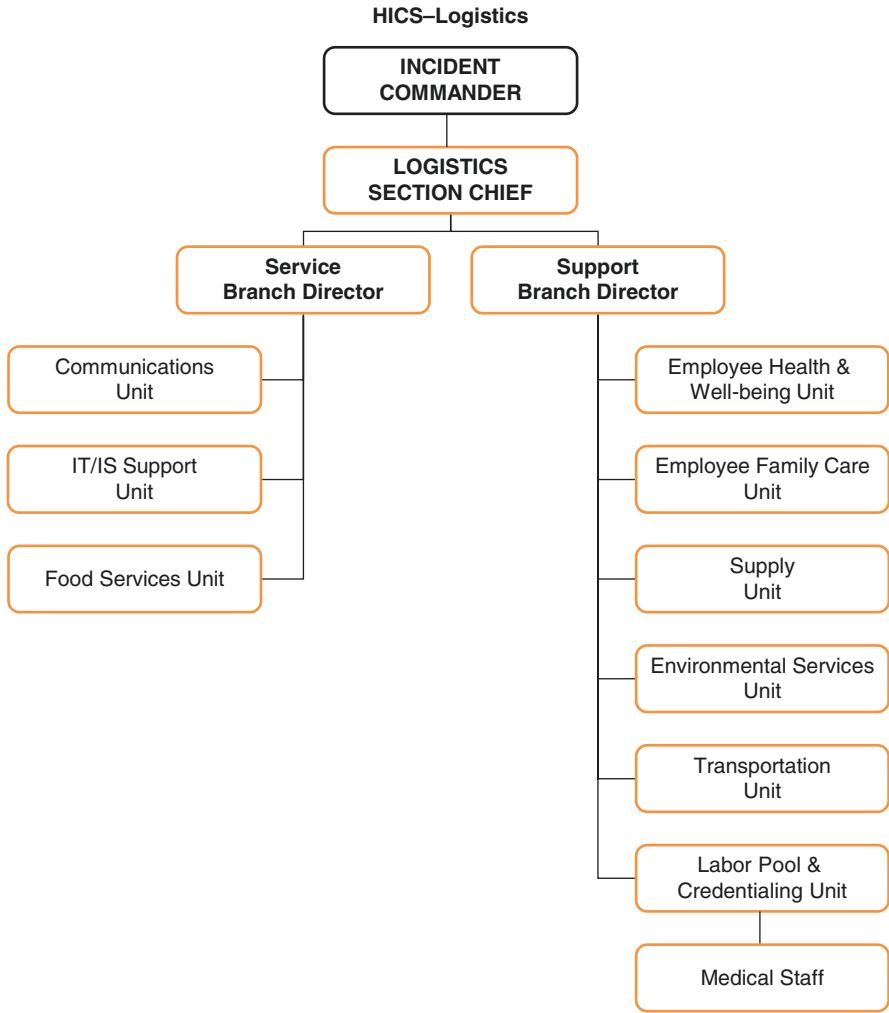 HICS–Logistics
INCIDENT
COMMANDER
LOGISTICS
SECTION CHIEF
Service
Branch Director
Support
Branch Director
Communications
Unit
IT/IS Support
Unit
Food Services Unit
Employee Health &
Well-being Unit
Employee Family Care
Unit
Supply
Unit
Environmental Services
Unit
Transportation
Unit
Labor Pool &
Credentialing Unit
Medical Staff